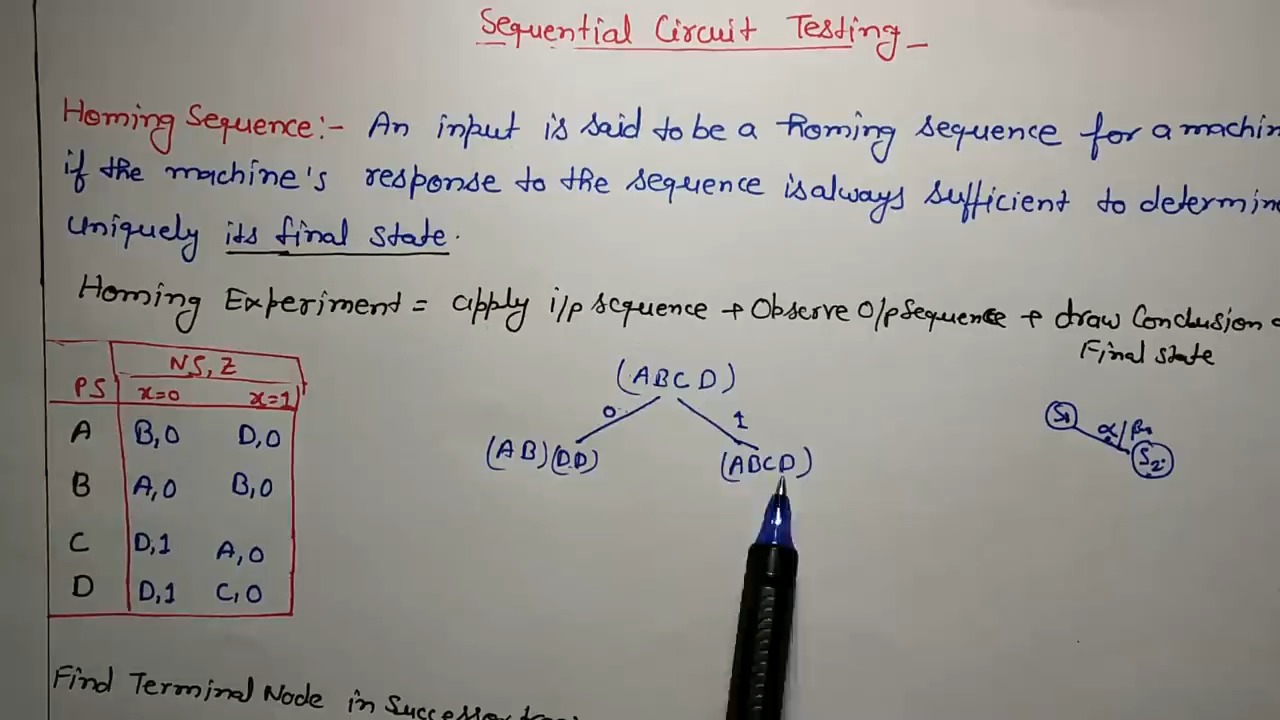 Sequential Circuit Testing
Homing Sequence:- An input is said to be a Homing sequence for a machin
if the machine's response to the sequence is always sufficient to determin
Uniquely its final state.
Homing Experiment = apply i/p sequence + Observe O/p Sequence + draw Conclusion
Final state
NS, Z
PS x=0 x=1
A B,0 D,0
B A,0 B,0
C D,1 A,0
D D,1 C,0
(ABCD)
0 1
(AB)(DD) (ABCD)
S1 α/β1
S2
Find Terminal Node in